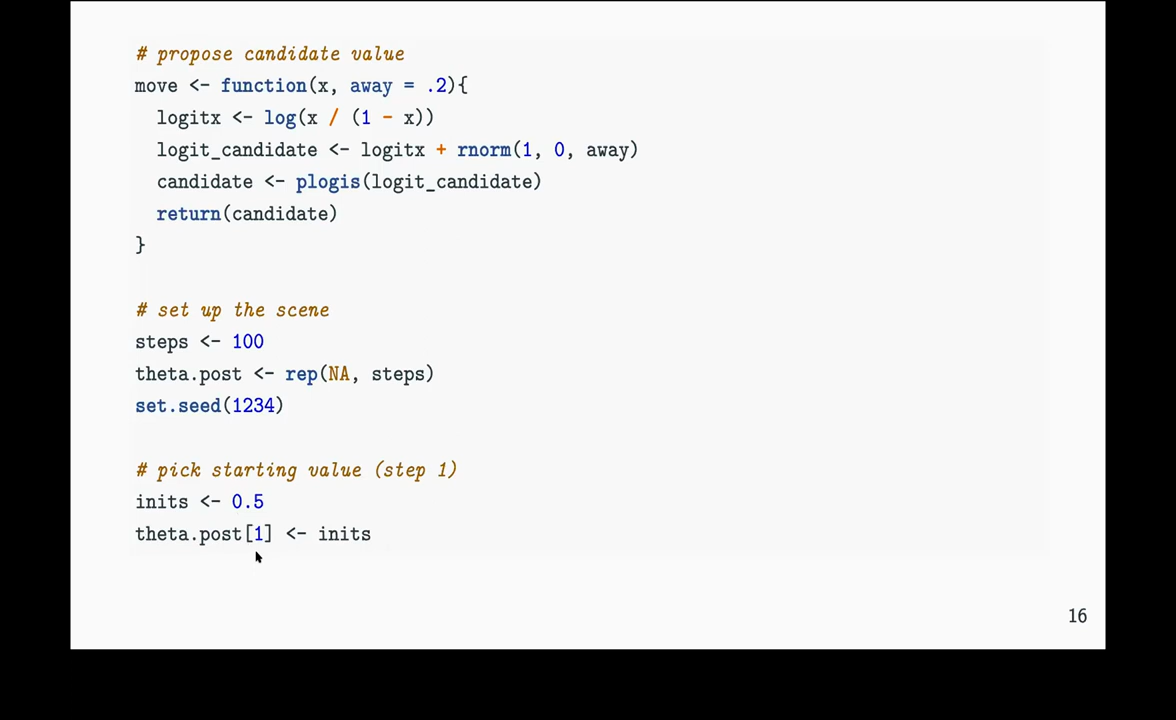 # propose candidate value
move <- function(x, away = .2){
  logitx <- log(x / (1 - x))
  logit_candidate <- logitx + rnorm(1, 0, away)
  candidate <- plogis(logit_candidate)
  return(candidate)
}
# set up the scene
steps <- 100
theta.post <- rep(NA, steps)
set.seed(1234)
# pick starting value (step 1)
inits <- 0.5
theta.post[1] <- inits
16